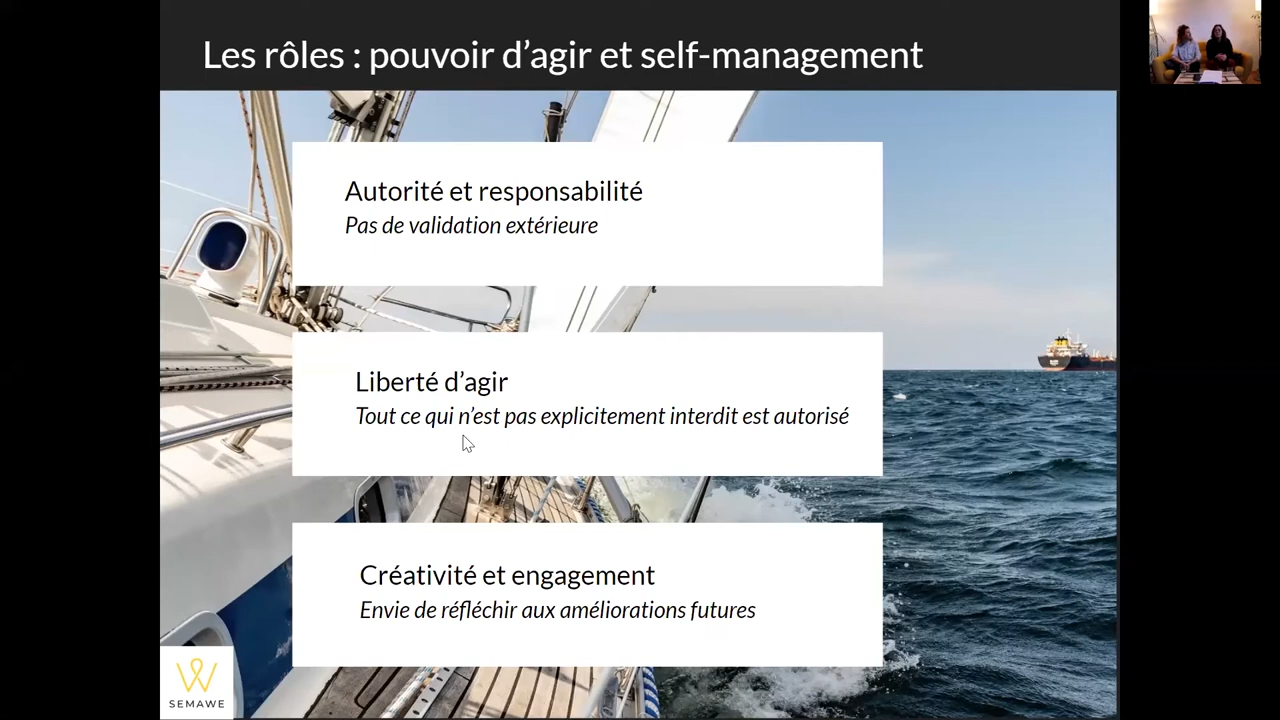 Les rôles : pouvoir d’agir et self-management
Autorité et responsabilité
Pas de validation extérieure
Liberté d’agir
Tout ce qui n’est pas explicitement interdit est autorisé
Créativité et engagement
Envie de réfléchir aux améliorations futures
SEMAWE